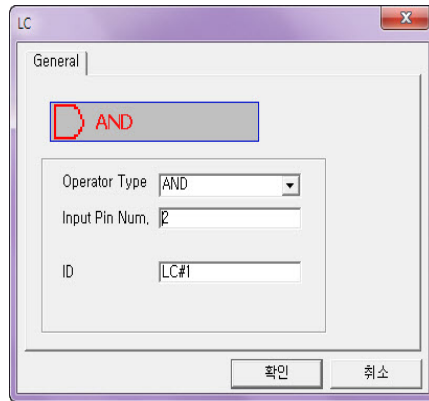 LC
General
AND
Operator Type AND
Input Pin Num, 2
ID LC#1
확인 취소